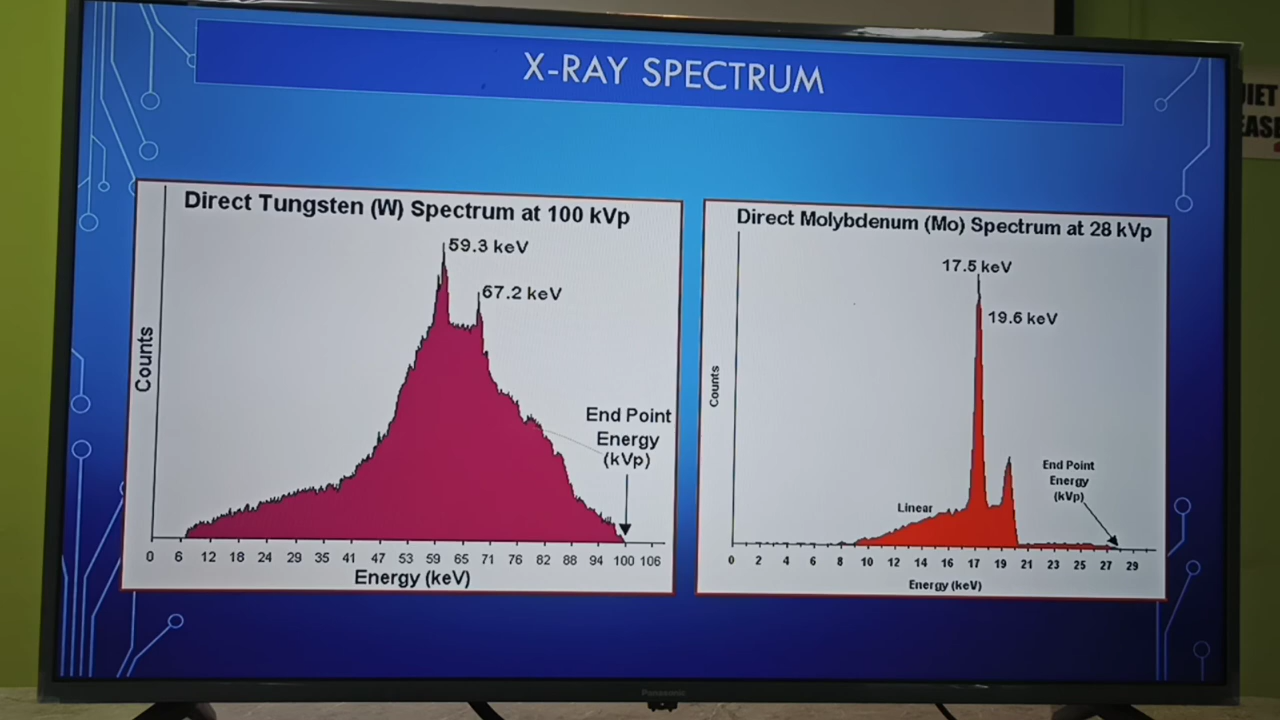 X-RAY SPECTRUM
Direct Tungsten (W) Spectrum at 100 kVp
59.3 keV
67.2 keV
End Point
Energy
(kVp)
Counts
0 6 12 18 24 29 35 41 47 53 59 65 71 76 82 88 94 100 106
Energy (keV)
Direct Molybdenum (Mo) Spectrum at 28 kVp
17.5 keV
19.6 keV
End Point
Energy
(kVp)
Linear
Counts
0 2 4 6 8 10 12 14 16 17 19 21 23 25 27 29
Energy (keV)
Panasonic